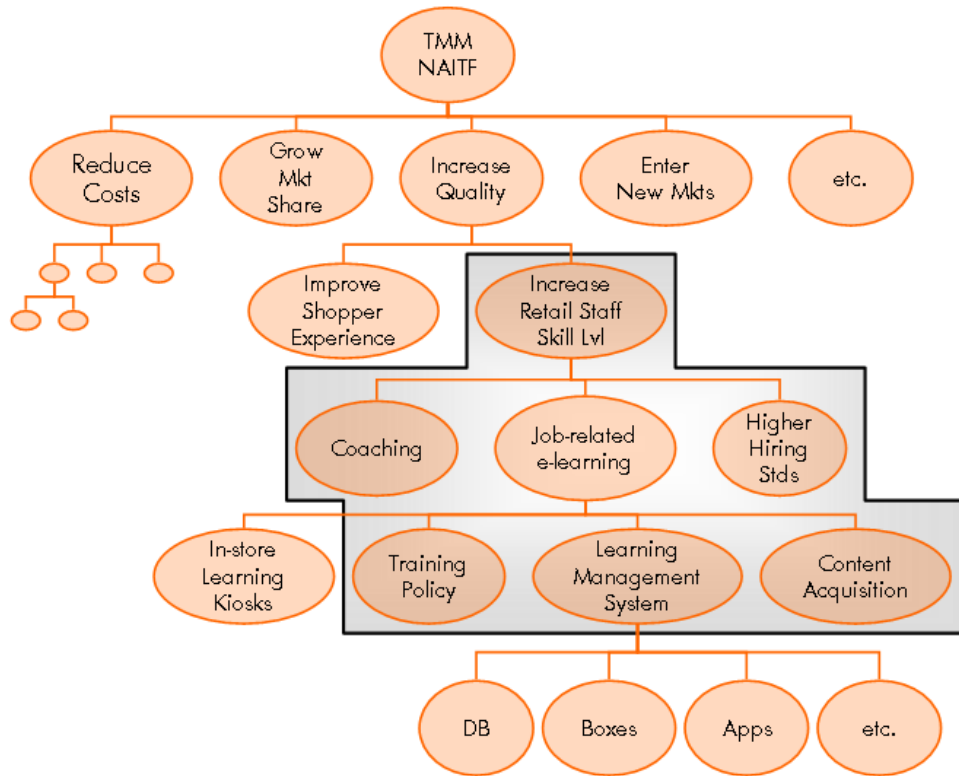 TMM
NAITF
Reduce
Costs
Grow
Mkt
Share
Increase
Quality
Enter
New Mkts
etc.
Improve
Shopper
Experience
Increase
Retail Staff
Skill Lvl
Coaching
Job-related
e-learning
Higher
Hiring
Stds
In-store
Learning
Kiosks
Training
Policy
Learning
Management
System
Content
Acquisition
DB
Boxes
Apps
etc.